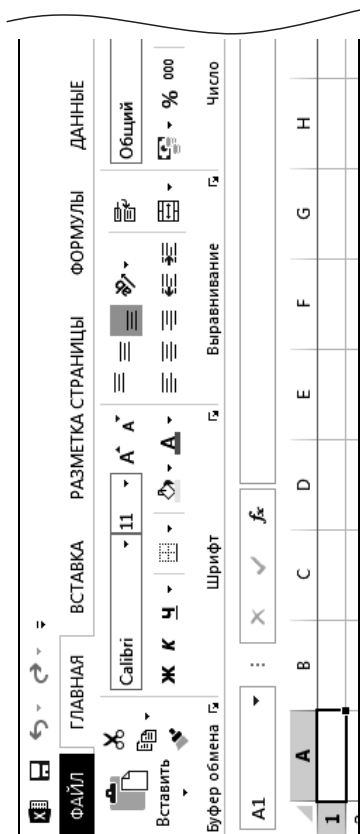 ФАЙЛ ГЛАВНАЯ ВСТАВКА РАЗМЕТКА СТРАНИЦЫ ФОРМУЛЫ ДАННЫЕ
Calibri 11 A A Общий
Вставить Ж К Ч A % 000
Буфер обмена Шрифт Выравнивание Число
A1 fx
A B C D E F G H
1